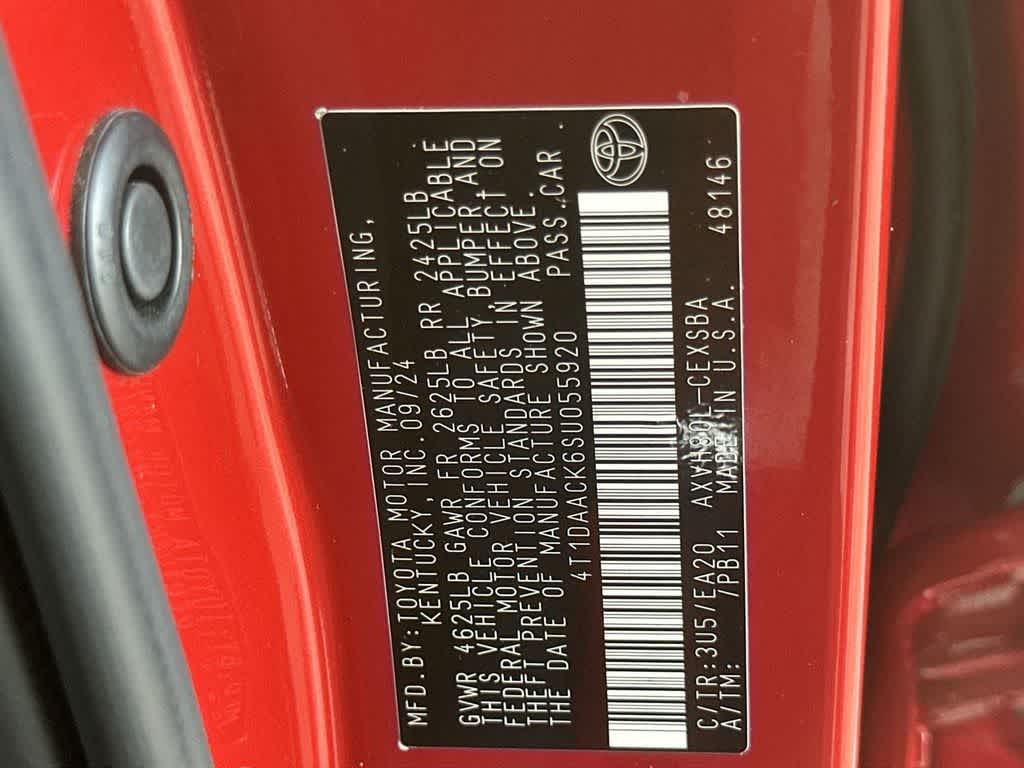 MFD.BY:TOYOTA MOTOR MANUFACTURING,
KENTUCKY,INC.09/24
GVWR 4625LB GAWR FR 2625LB RR 2425LB
THIS VEHICLE CONFORMS TO ALL APPLICABLE
FEDERAL MOTOR VEHICLE SAFETY,BUMPER,AND
THEFT PREVENTION STANDARDS IN EFFECT ON
THE DATE OF MANUFACTURE SHOWN ABOVE.
4T1DAACK6SU055920 PASS.CAR
C/TR:3U5/EA20 AXVH80L-CEXSBA 48146
A/TM: /PB11 MADE IN U.S.A.